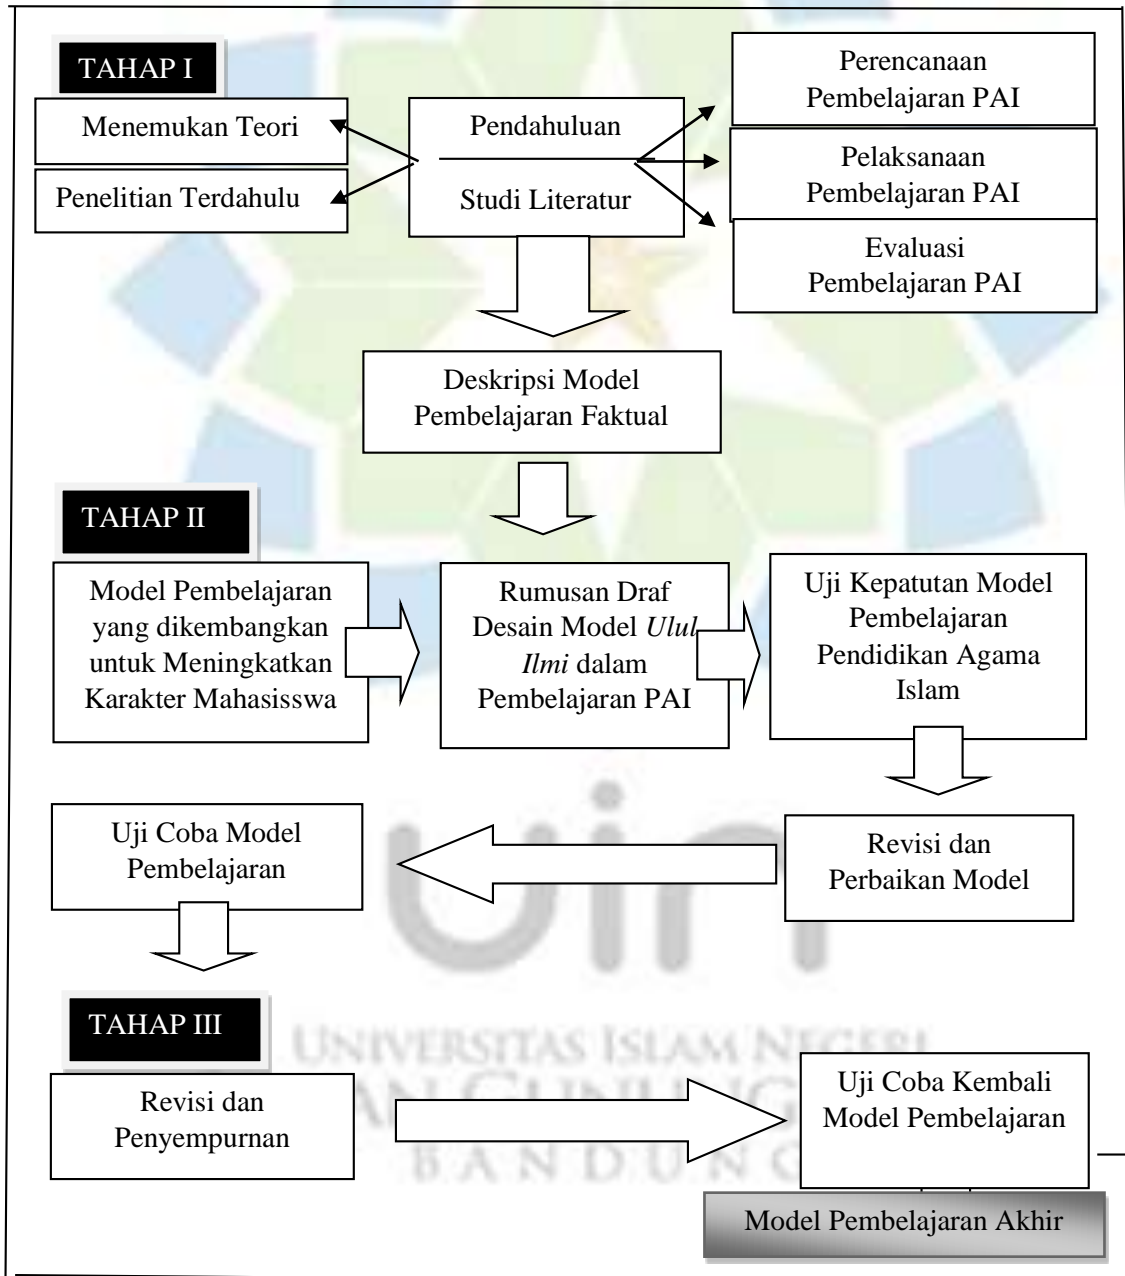 TAHAP I
Menemukan Teori
Penelitian Terdahulu
Pendahuluan
Studi Literatur
Perencanaan
Pembelajaran PAI
Pelaksanaan
Pembelajaran PAI
Evaluasi
Pembelajaran PAI
Deskripsi Model
Pembelajaran Faktual
TAHAP II
Model Pembelajaran
yang dikembangkan
untuk Meningkatkan
Karakter Mahasisswa
Rumusan Draf
Desain Model Ulul
Ilmi dalam
Pembelajaran PAI
Uji Kepatutan Model
Pembelajaran
Pendidikan Agama
Islam
Revisi dan
Perbaikan Model
Uji Coba Model
Pembelajaran
uin
UNIVERSITAS ISLAM NEGERI
BANDUNG
TAHAP III
Revisi dan
Penyempurnan
Uji Coba Kembali
Model Pembelajaran
Model Pembelajaran Akhir